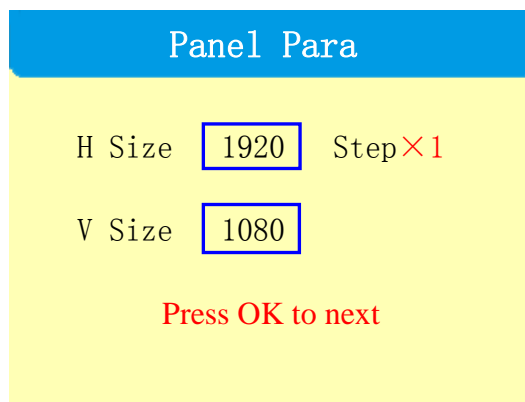 Panel Para
H Size 1920 Step×1
V Size 1080
Press OK to next